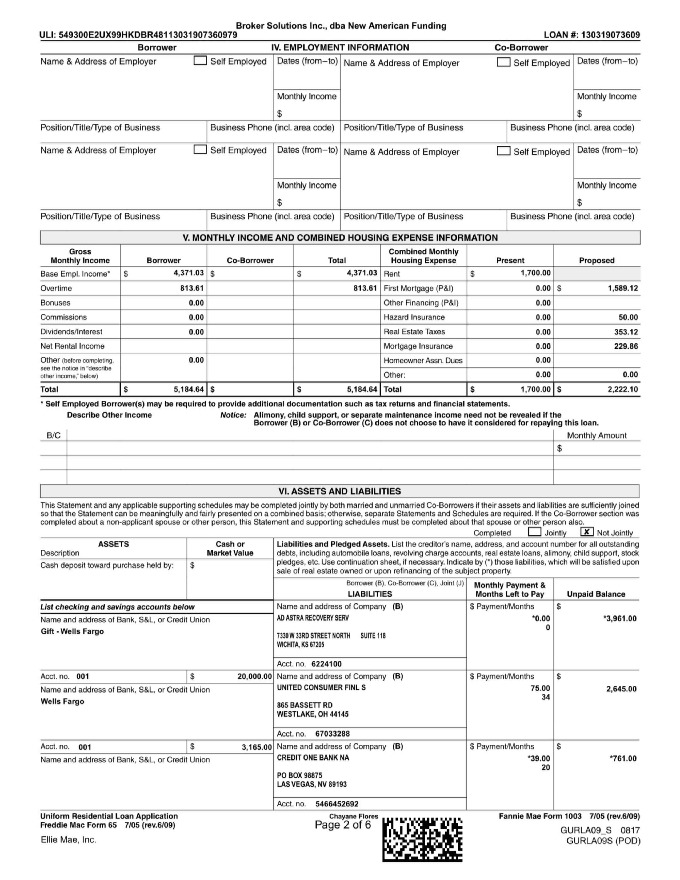 Broker Solutions Inc., dba New American Funding
ULI: 549300E2UX99HKDBR48113031907360979 LOAN #: 130319073609
Borrower IV. EMPLOYMENT INFORMATION Co-Borrower
Name & Address of Employer Self Employed Dates (from–to) Name & Address of Employer Self Employed Dates (from–to)
Monthly Income Monthly Income
$ $
Position/Title/Type of Business Business Phone (incl. area code) Position/Title/Type of Business Business Phone (incl. area code)
Name & Address of Employer Self Employed Dates (from–to) Name & Address of Employer Self Employed Dates (from–to)
Monthly Income Monthly Income
$ $
Position/Title/Type of Business Business Phone (incl. area code) Position/Title/Type of Business Business Phone (incl. area code)
V. MONTHLY INCOME AND COMBINED HOUSING EXPENSE INFORMATION
Gross Combined Monthly
Monthly Income Borrower Co-Borrower Total Housing Expense Present Proposed
Base Empl. Income* $ 4,371.03 $ $ 4,371.03 Rent $ 1,700.00
Overtime 813.61 813.61 First Mortgage (P&I) 0.00 $ 1,589.12
Bonuses 0.00 Other Financing (P&I) 0.00
Commissions 0.00 Hazard Insurance 0.00 50.00
Dividends/Interest 0.00 Real Estate Taxes 0.00 353.12
Net Rental Income Mortgage Insurance 0.00 229.86
Other (before completing, 0.00 Homeowner Assn. Dues 0.00
see the notice in "describe
other income," below) Other: 0.00 0.00
Total $ 5,184.64 $ $ 5,184.64 Total $ 1,700.00 $ 2,222.10
* Self Employed Borrower(s) may be required to provide additional documentation such as tax returns and financial statements.
Describe Other Income Notice: Alimony, child support, or separate maintenance income need not be revealed if the
Borrower (B) or Co-Borrower (C) does not choose to have it considered for repaying this loan.
B/C Monthly Amount
$
VI. ASSETS AND LIABILITIES
This Statement and any applicable supporting schedules may be completed jointly by both married and unmarried Co-Borrowers if their assets and liabilities are sufficiently joined
so that the Statement can be meaningfully and fairly presented on a combined basis; otherwise, separate Statements and Schedules are required. If the Co-Borrower section was
completed about a non-applicant spouse or other person, this Statement and supporting schedules must be completed about that spouse or other person also.
Completed Jointly X Not Jointly
ASSETS Cash or Liabilities and Pledged Assets. List the creditor's name, address, and account number for all outstanding
Description Market Value debts, including automobile loans, revolving charge accounts, real estate loans, alimony, child support, stock
Cash deposit toward purchase held by: $ pledges, etc. Use continuation sheet, if necessary. Indicate by (*) those liabilities, which will be satisfied upon
sale of real estate owned or upon refinancing of the subject property.
Borrower (B), Co-Borrower (C), Joint (J) Monthly Payment &
LIABILITIES Months Left to Pay Unpaid Balance
List checking and savings accounts below Name and address of Company (B) $ Payment/Months $
Name and address of Bank, S&L, or Credit Union AD ASTRA RECOVERY SERV *0.00 *3,961.00
0
Gift - Wells Fargo 7330 W 33RD STREET NORTH SUITE 118
WICHITA, KS 67205
Acct. no. 6224100
Acct. no. 001 $ 20,000.00 Name and address of Company (B) $ Payment/Months $
Name and address of Bank, S&L, or Credit Union UNITED CONSUMER FINL S 75.00 2,645.00
34
Wells Fargo 865 BASSETT RD
WESTLAKE, OH 44145
Acct. no. 67033288
Acct. no. 001 $ 3,165.00 Name and address of Company (B) $ Payment/Months $
Name and address of Bank, S&L, or Credit Union CREDIT ONE BANK NA *39.00 *761.00
20
PO BOX 98875
LAS VEGAS, NV 89193
Acct. no. 5466452692
Uniform Residential Loan Application Chayane Flores Fannie Mae Form 1003 7/05 (rev.6/09)
Freddie Mac Form 65 7/05 (rev.6/09) Page 2 of 6
GURLA09_S 0817
Ellie Mae, Inc. GURLA09S (POD)